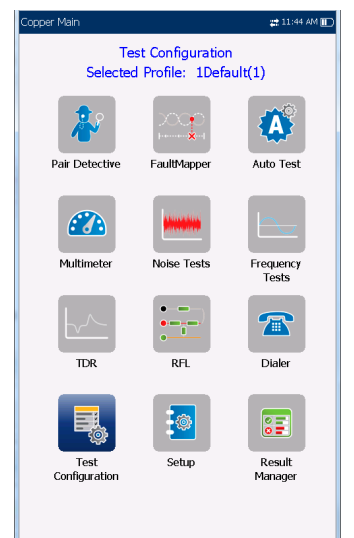 Copper Main
11:44 AM
Test Configuration
Selected Profile: 1Default(1)
Pair Detective
FaultMapper
A
Auto Test
Multimeter
Noise Tests
Frequency
Tests
TDR
RFL
Dialer
Test
Configuration
Setup
Result
Manager